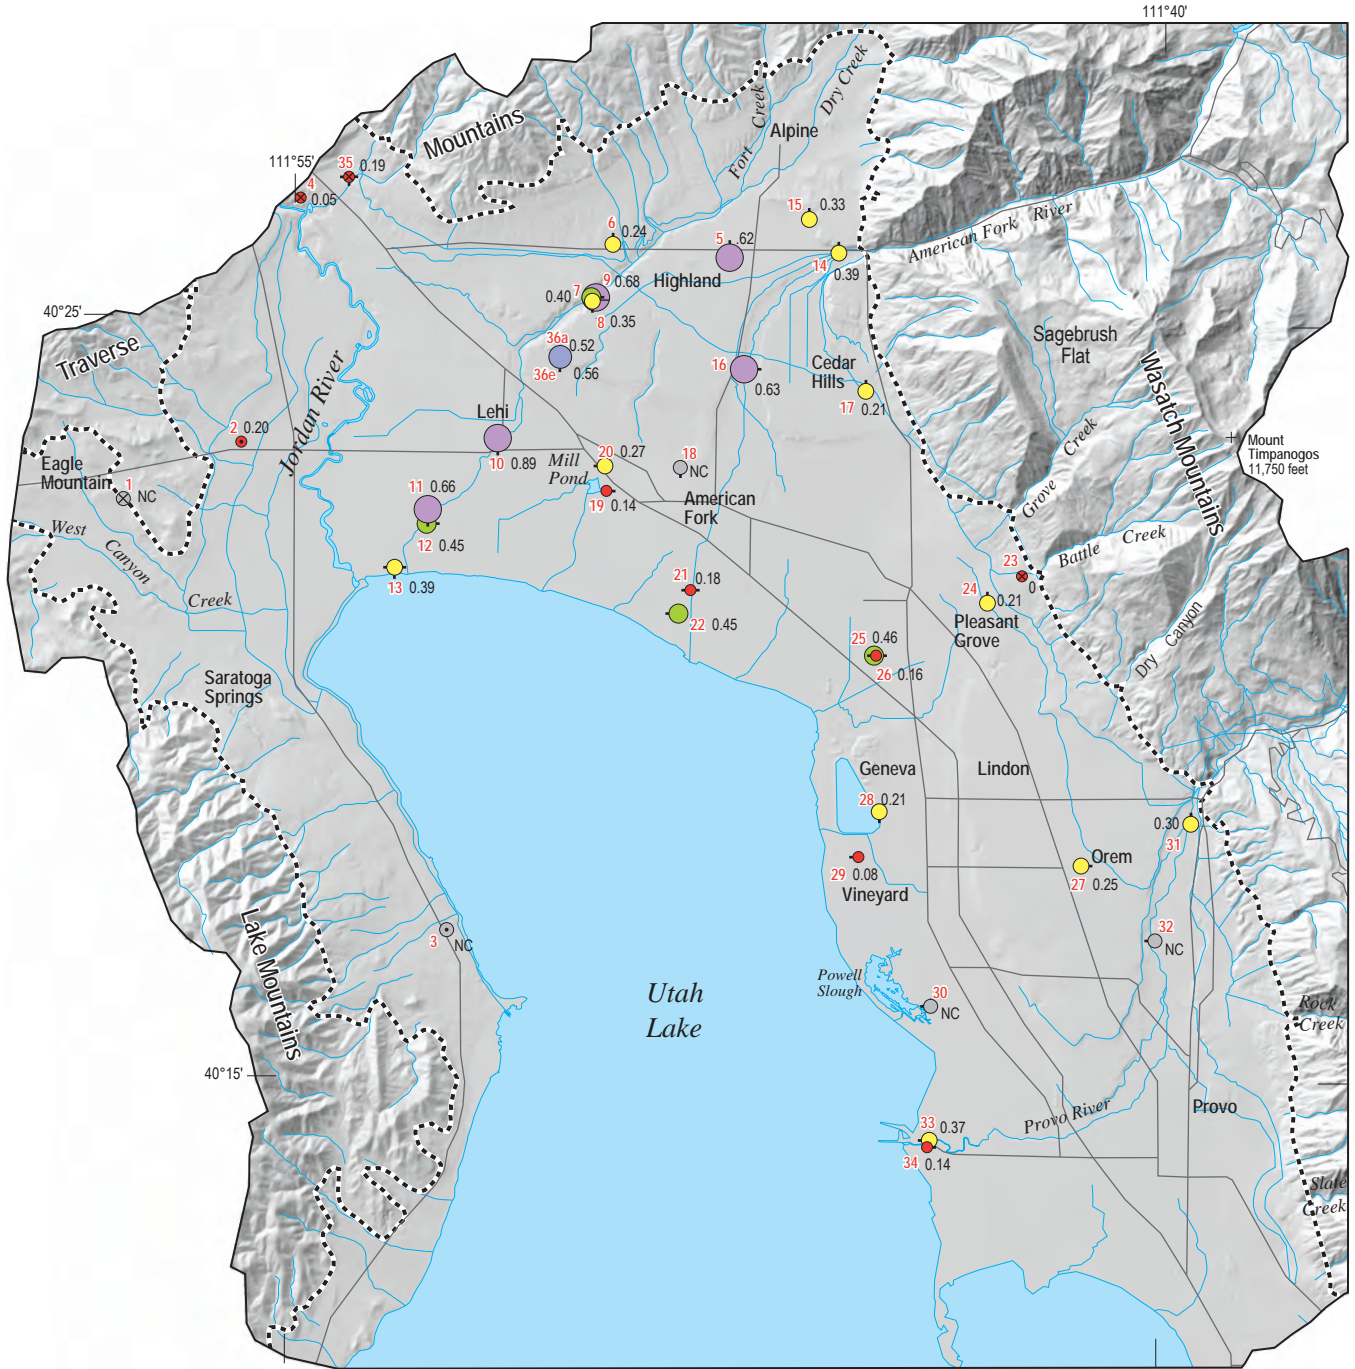 111°40'
Mountains
Fort
Creek
Dry Creek
Alpine
111°55'
35
0.19
4
0.05
15
0.33
6
0.24
5
.62
14
0.39
American Fork River
Highland
9
0.68
7
0.40
8
0.35
40°25'
Traverse
Jordan River
36a
0.52
36e
0.56
16
0.63
Cedar
Hills
17
0.21
Sagebrush
Flat
Wasatch Mountains
Mount
Timpanogos
11,750 feet
2
0.20
Lehi
10
0.89
Mill
Pond
20
0.27
18
NC
Eagle
Mountain
1
NC
19
0.14
American
Fork
Grove Creek
11
0.66
12
0.45
West
Canyon
Creek
13
0.39
21
0.18
22
0.45
Battle Creek
23
0
24
0.21
Pleasant
Grove
Dry Canyon
25
0.46
26
0.16
Saratoga
Springs
Geneva
Lindon
28
0.21
0.30
31
29
0.08
Vineyard
Orem
27
0.25
Lake Mountains
3
NC
32
NC
Powell
Slough
30
NC
Utah
Lake
Rock
Creek
40°15'
Provo River
Provo
33
0.37
34
0.14
Slate
Creek